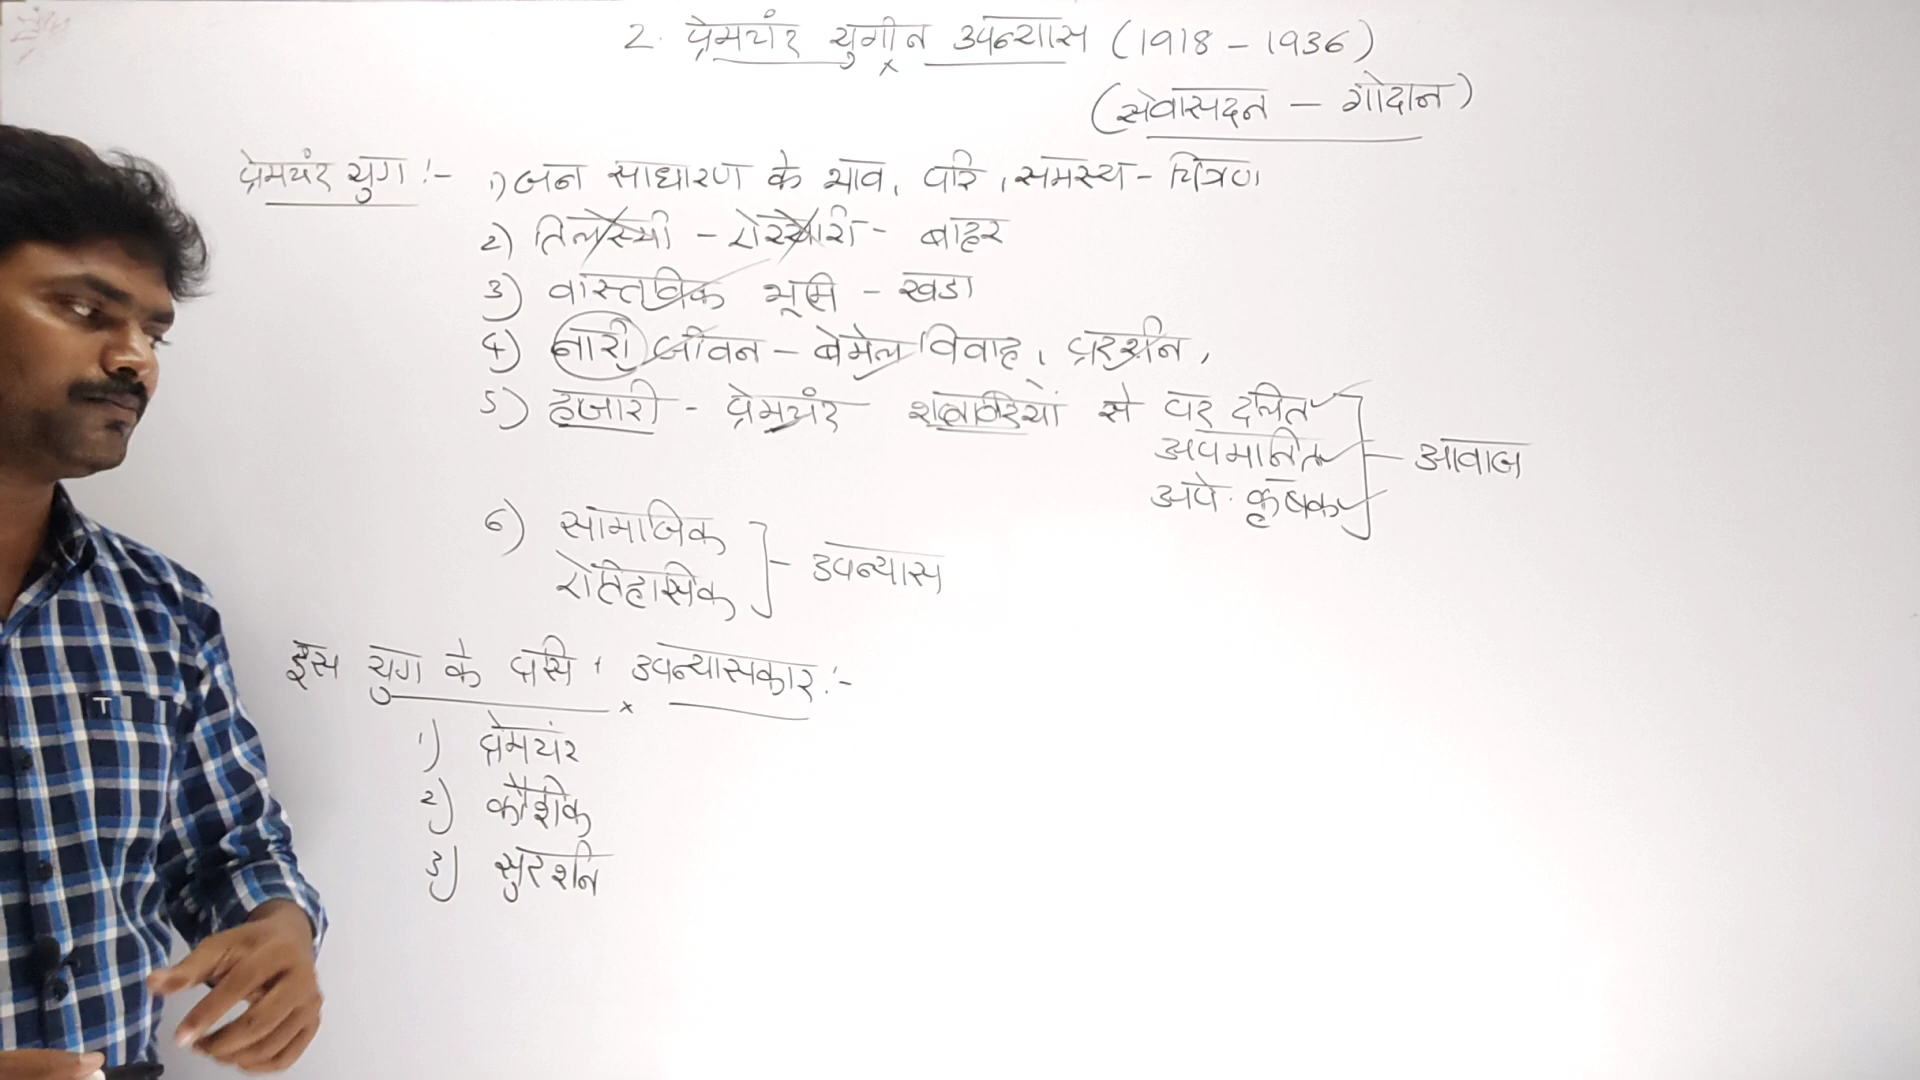 2. प्रेमचंद युगीन उपन्यास (1918 - 1936)
(सेवासदन - गोदान)
प्रेमचंद युग :- 1) जन साधारण के भाव, परि, समस्य - चित्रण
2) तिलस्मी - ऐय्यारी - बाहर
3) वास्तविक भूमि - खडा
4) नारी जीवन - बेमेल विवाह, प्रदर्शन,
5) हजारी - प्रेमचंद शताब्दियों से पद दलित
अपमानित - आवाज
अपे. कृषक
6) सामाजिक
ऐतिहासिक - उपन्यास
इस युग के प्रसि. उपन्यासकार :-
1) प्रेमचंद
2) कौशिक
3) सुदर्शन